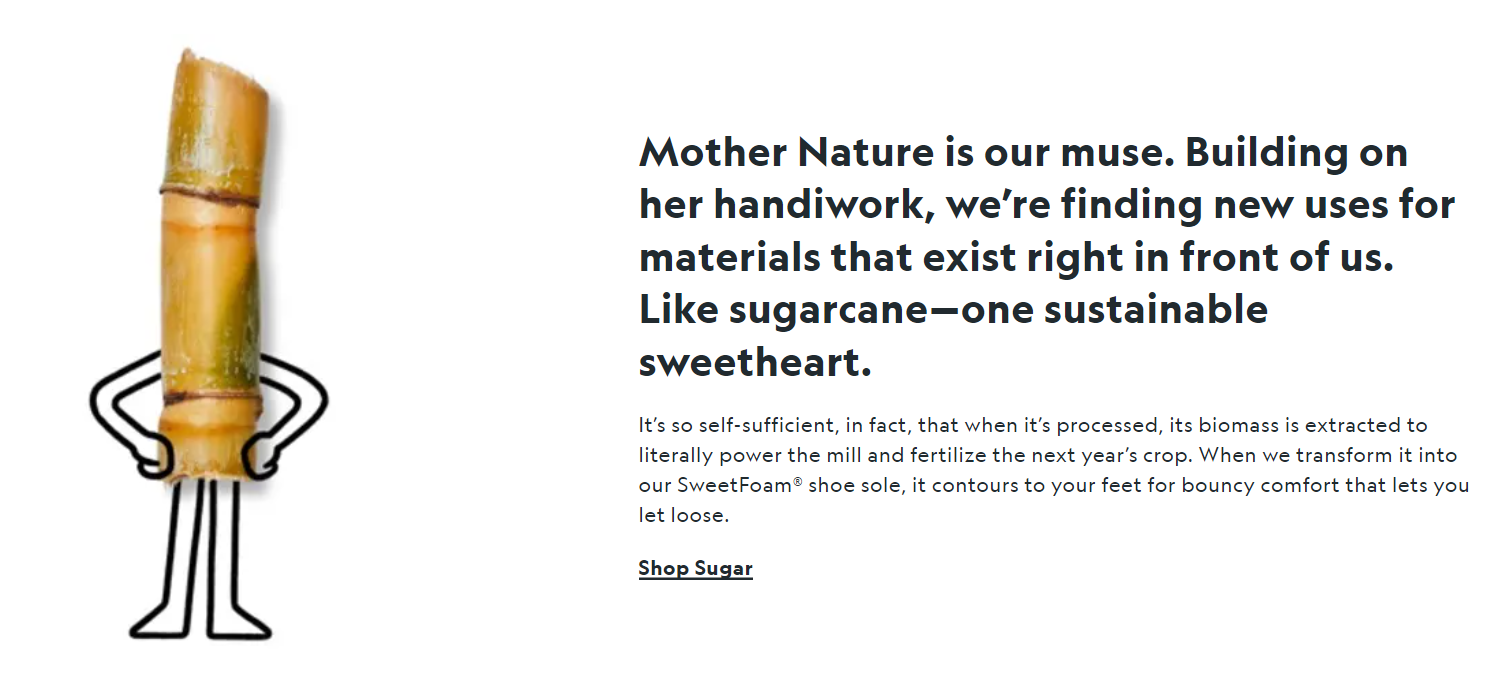 Mother Nature is our muse. Building on
her handiwork, we’re finding new uses for
materials that exist right in front of us.
Like sugarcane—one sustainable
sweetheart.
It’s so self-sufficient, in fact, that when it’s processed, its biomass is extracted to
literally power the mill and fertilize the next year’s crop. When we transform it into
our SweetFoam® shoe sole, it contours to your feet for bouncy comfort that lets you
let loose.
Shop Sugar